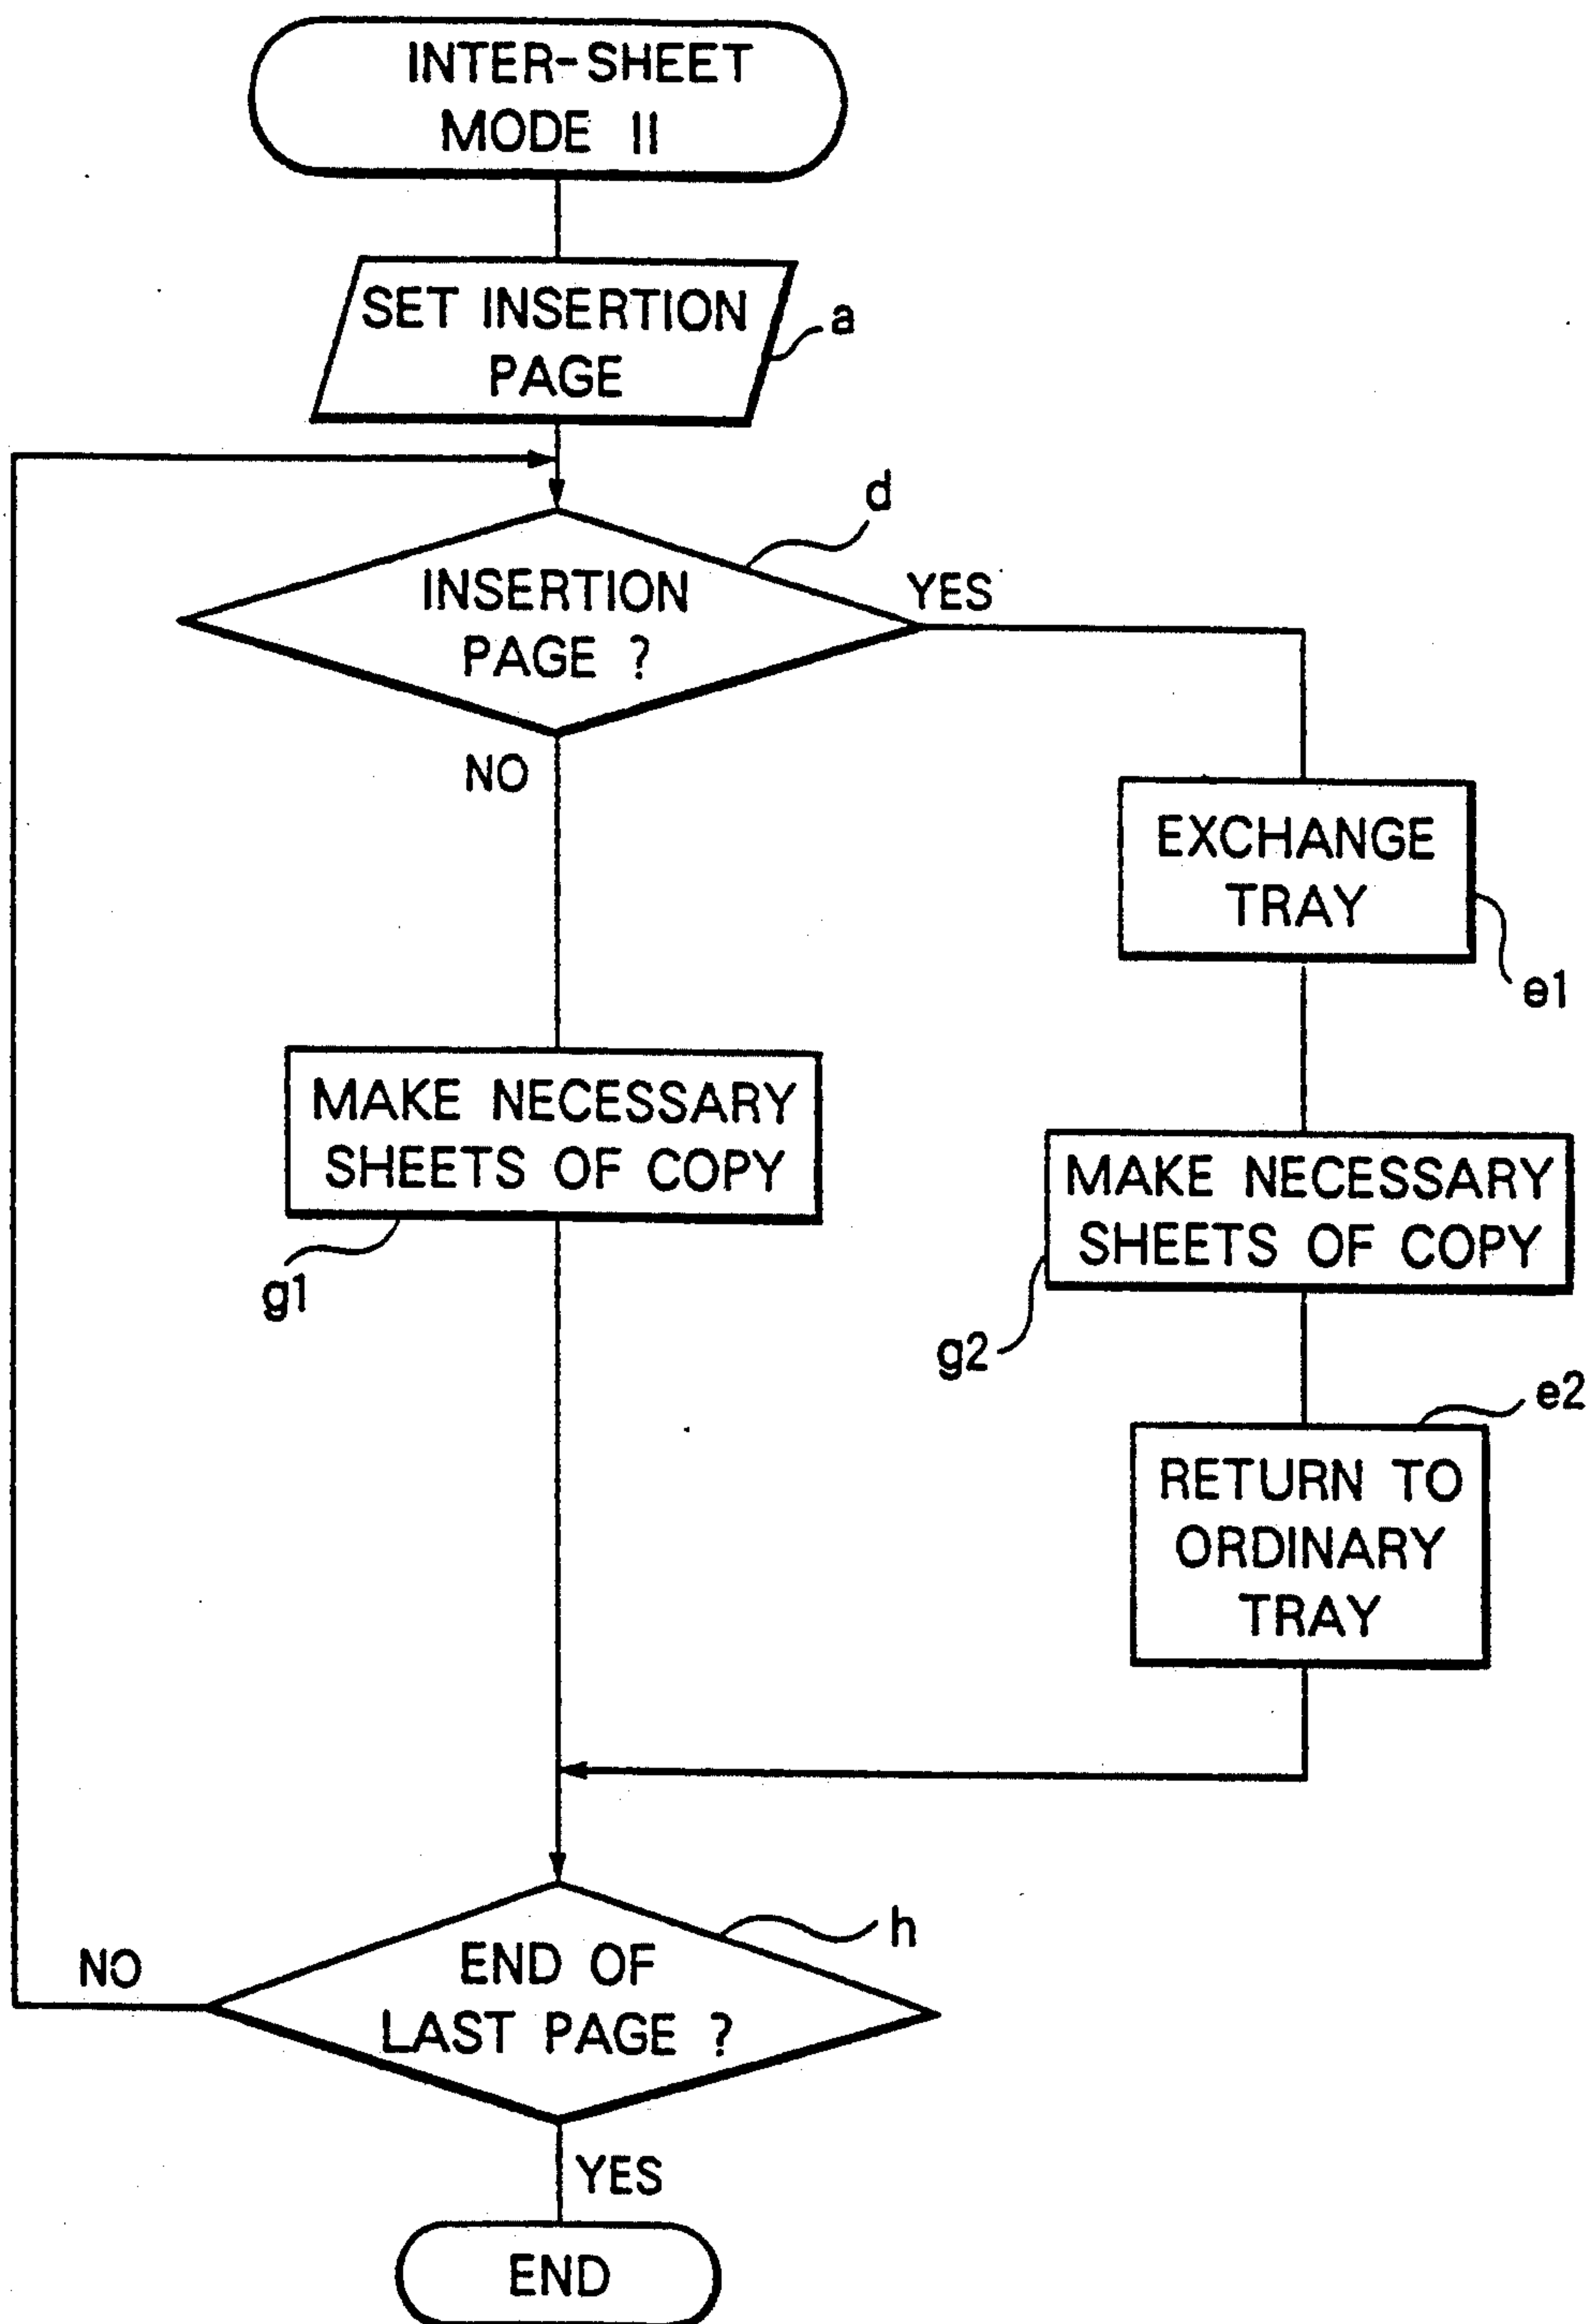 INTER-SHEET
MODE II
SET INSERTION
PAGE
a
d
INSERTION
PAGE ?
YES
NO
EXCHANGE
TRAY
e1
MAKE NECESSARY
SHEETS OF COPY
g1
MAKE NECESSARY
SHEETS OF COPY
g2
e2
RETURN TO
ORDINARY
TRAY
h
END OF
LAST PAGE ?
NO
YES
END